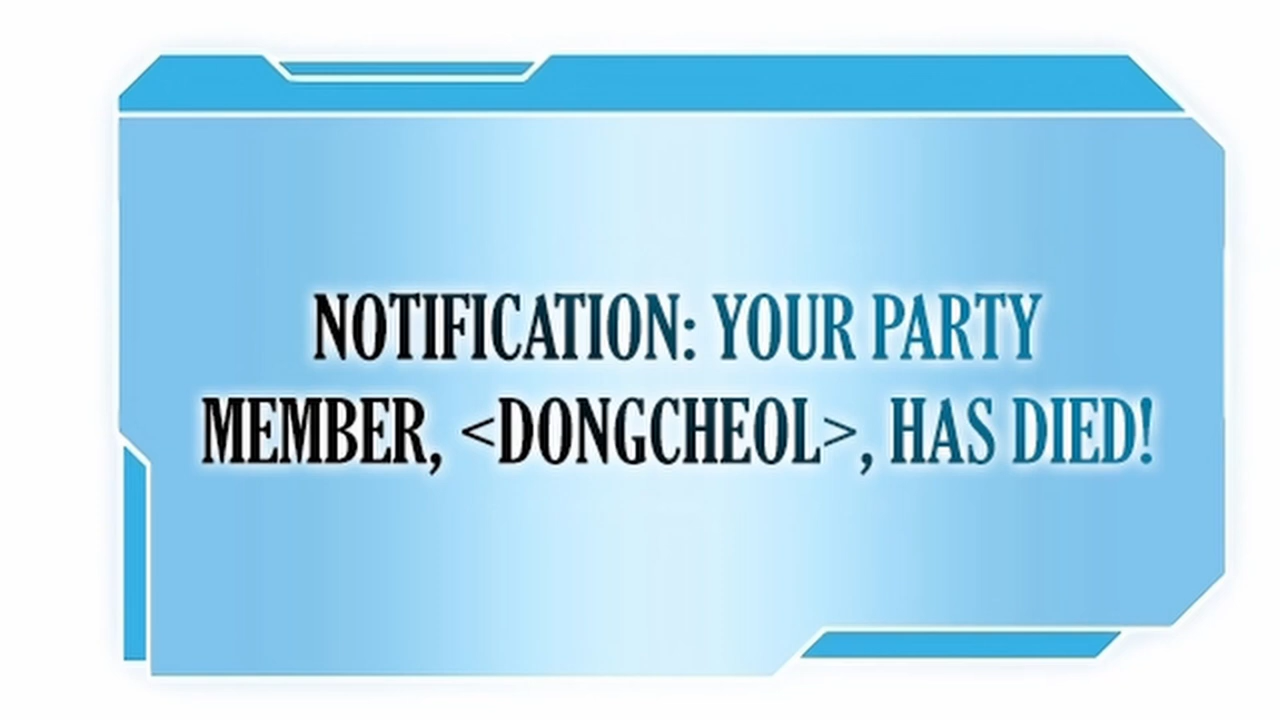 NOTIFICATION: YOUR PARTY
MEMBER, <DONGCHEOL>, HAS DIED!